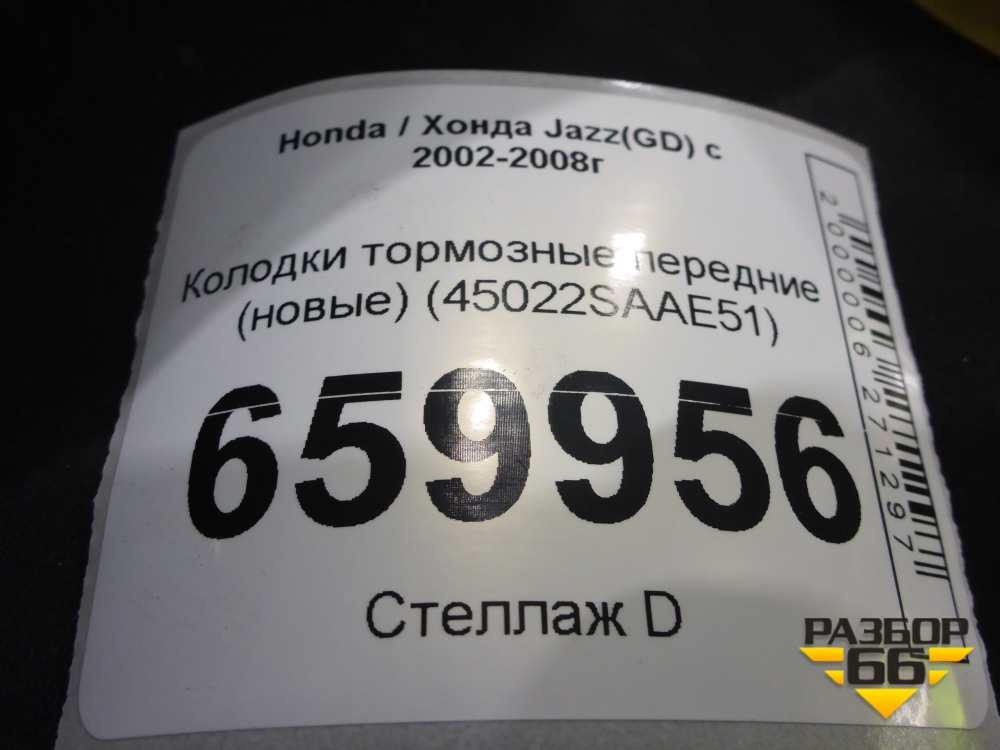 Honda / Хонда Jazz(GD) с
2002-2008г
Колодки тормозные передние
(новые) (45022SAAE51)
659956
Стеллаж D
2000006271297
РАЗБОР
66